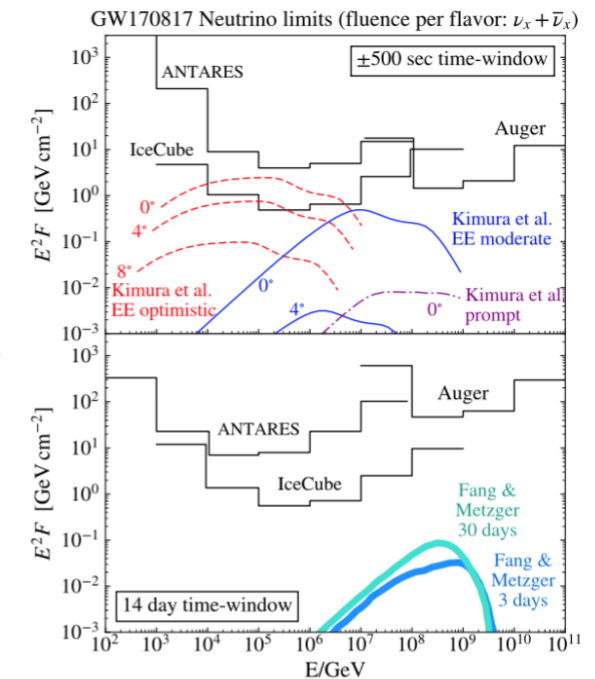 GW170817 Neutrino limits (fluence per flavor: νₓ + ν̅ₓ)
10³
10²
10¹
10⁰
10⁻¹
10⁻²
10⁻³
E²F [GeV cm⁻²]
±500 sec time-window
ANTARES
IceCube
Auger
0°
4°
8°
Kimura et al.
EE optimistic
Kimura et al.
EE moderate
0°
4°
0°
Kimura et al.
prompt
10³
10²
10¹
10⁰
10⁻¹
10⁻²
10⁻³
E²F [GeV cm⁻²]
Auger
ANTARES
IceCube
Fang &
Metzger
30 days
Fang &
Metzger
3 days
14 day time-window
10² 10³ 10⁴ 10⁵ 10⁶ 10⁷ 10⁸ 10⁹ 10¹⁰ 10¹¹
E/GeV